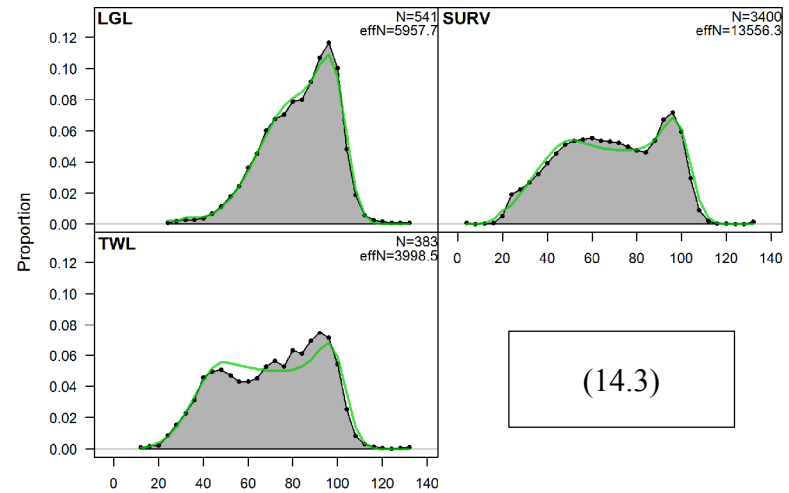 LGL
N=541
effN=5957.7
SURV
N=3400
effN=13556.3
0.12
0.10
0.08
0.06
0.04
0.02
0.00
Proportion
TWL
N=383
effN=3998.5
0 20 40 60 80 100 120 140
0.12
0.10
0.08
0.06
0.04
0.02
0.00
(14.3)
0 20 40 60 80 100 120 140